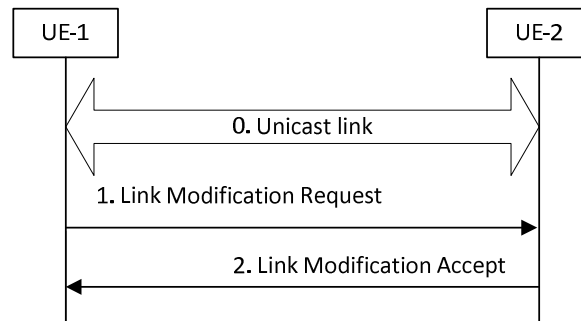 UE-1
UE-2
0. Unicast link
1. Link Modification Request
2. Link Modification Accept